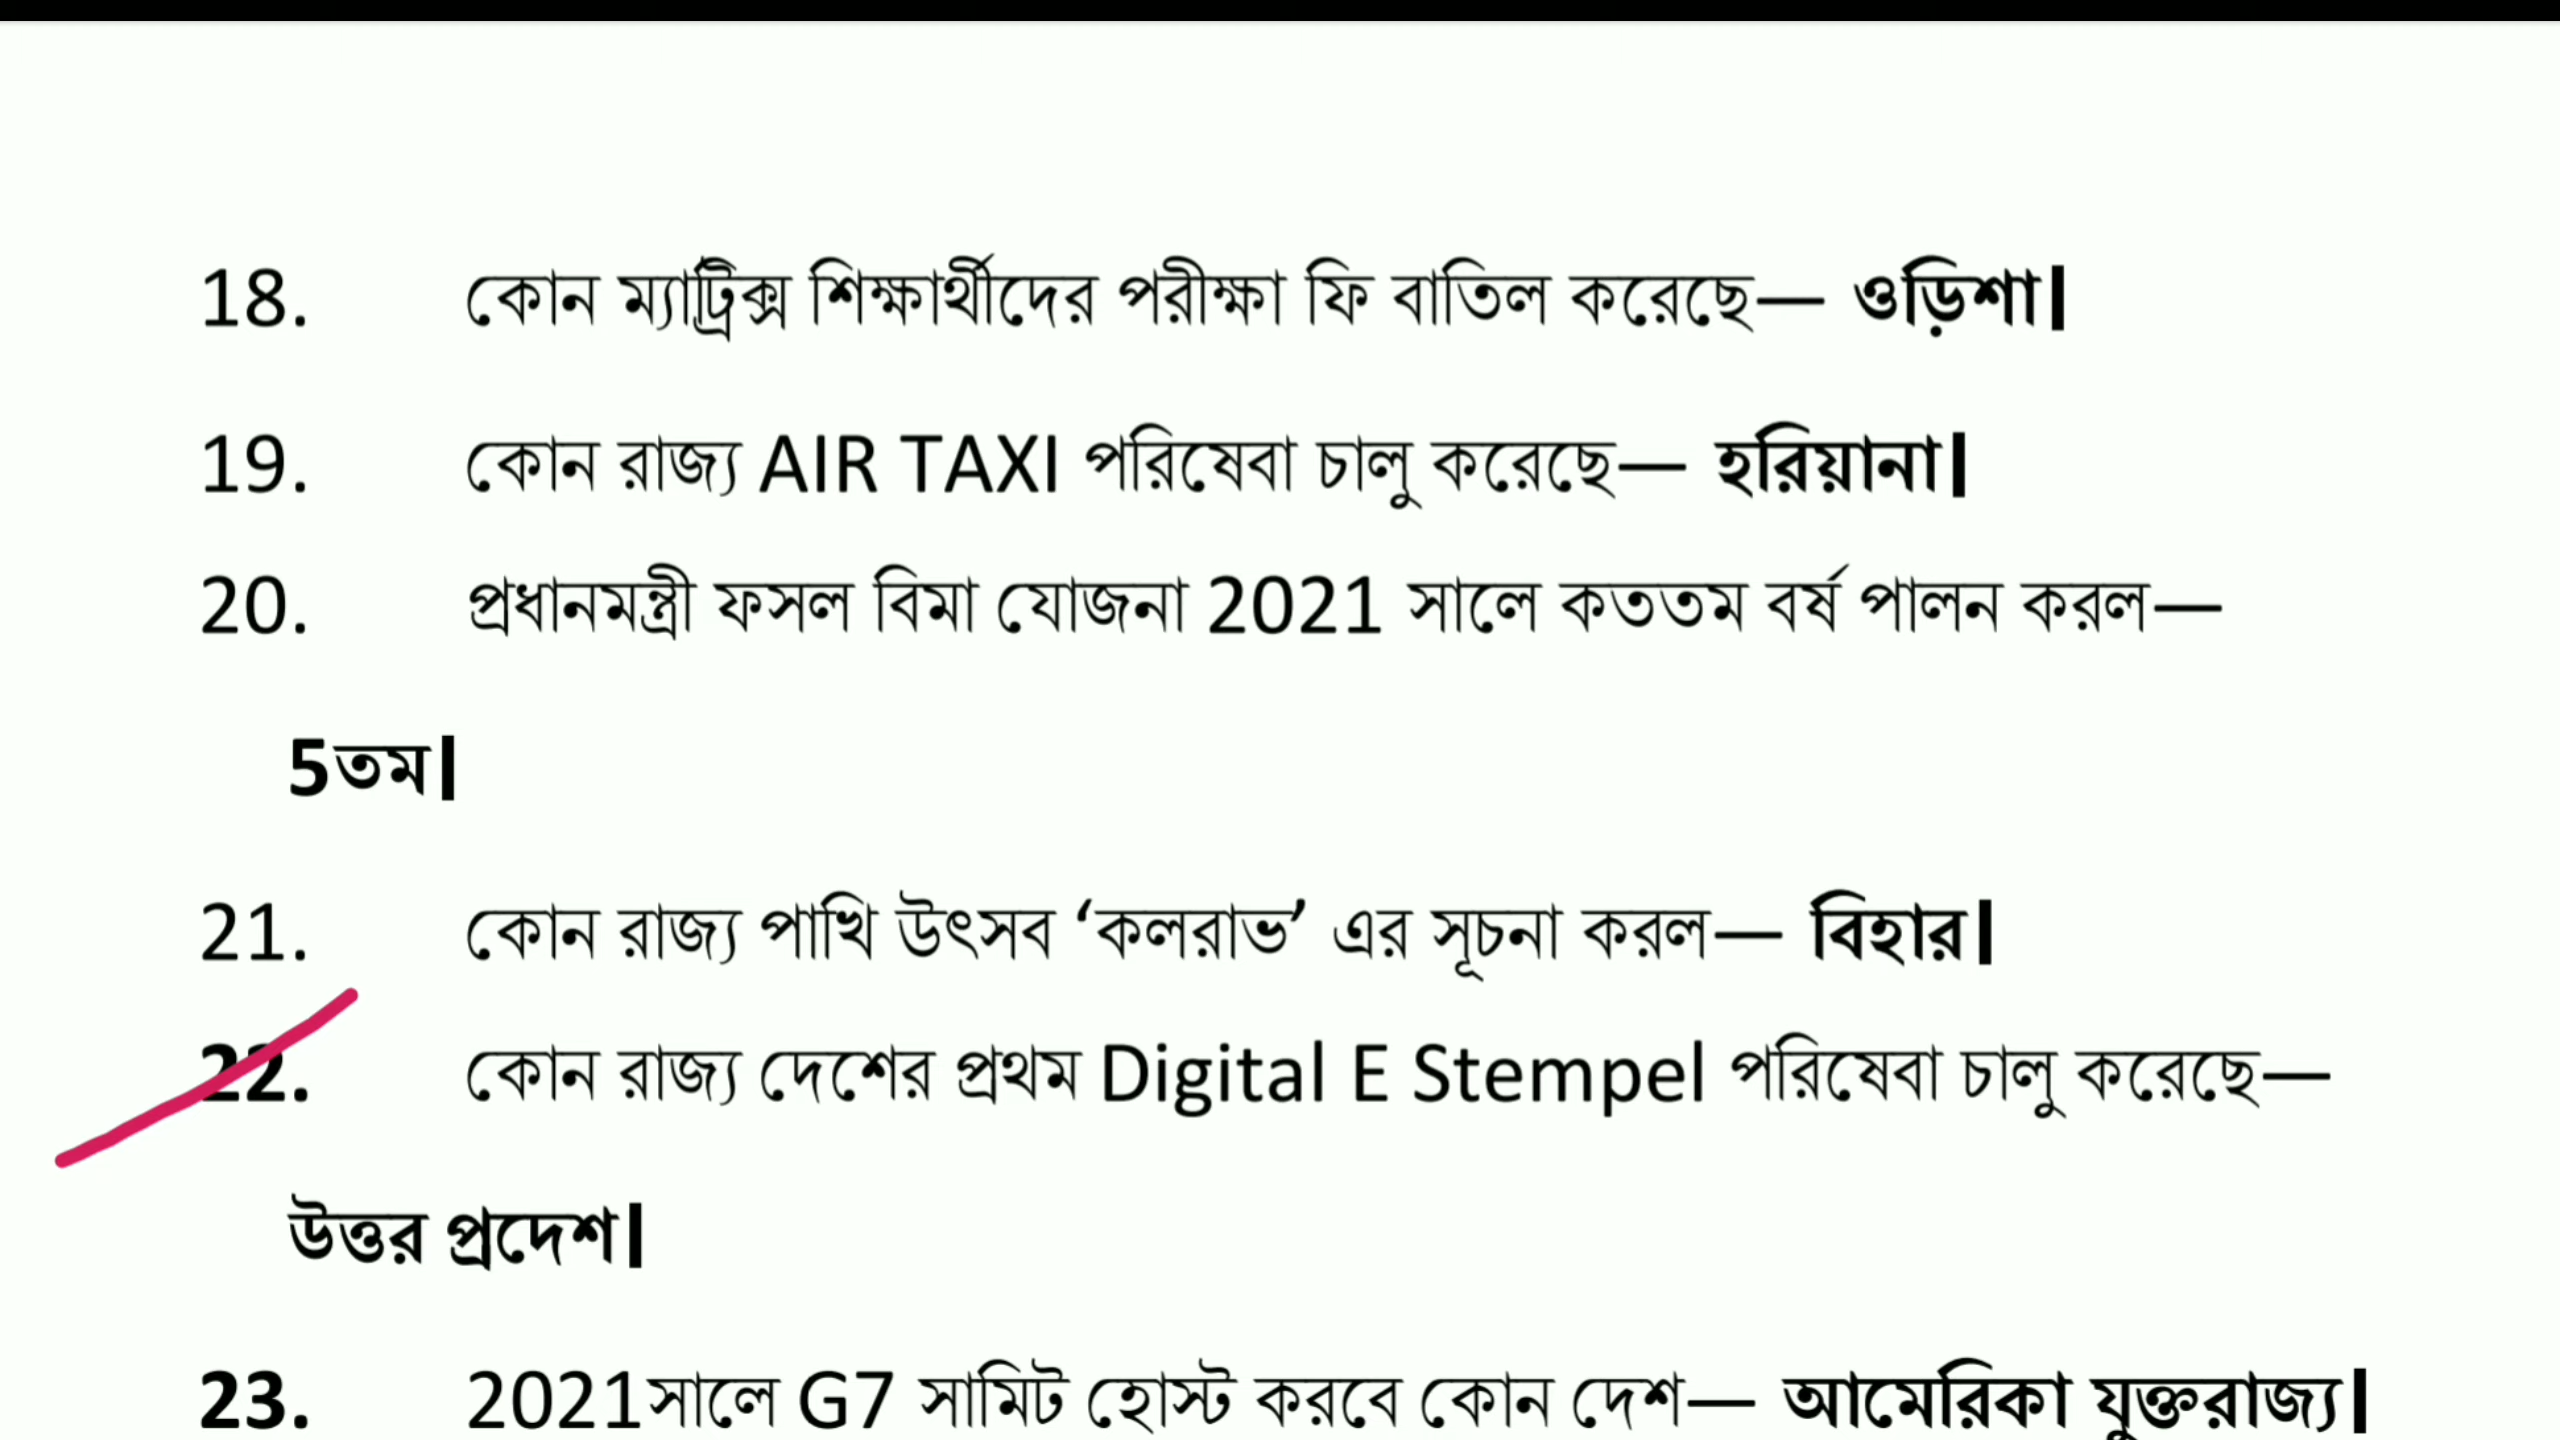 18. কোন ম্যাট্রিক্স শিক্ষার্থীদের পরীক্ষা ফি বাতিল করেছে— ওড়িশা।
19. কোন রাজ্য AIR TAXI পরিষেবা চালু করেছে— হরিয়ানা।
20. প্রধানমন্ত্রী ফসল বিমা যোজনা 2021 সালে কততম বর্ষ পালন করল—
5তম।
21. কোন রাজ্য পাখি উৎসব ‘কলরাভ’ এর সূচনা করল— বিহার।
22. কোন রাজ্য দেশের প্রথম Digital E Stempel পরিষেবা চালু করেছে—
উত্তর প্রদেশ।
23. 2021সালে G7 সামিট হোস্ট করবে কোন দেশ— আমেরিকা যুক্তরাজ্য।